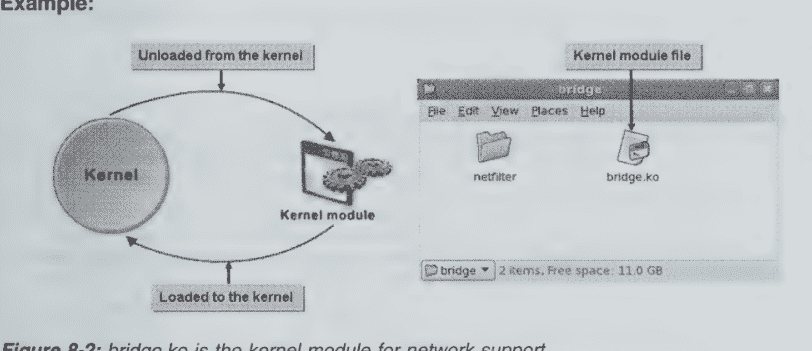 Example:
Unloaded from the kernel
Kernel module file
bridge
File Edit View Places Help
Kernel
Kernel module
netfilter
bridge.ko
Loaded to the kernel
bridge 2 items, Free space: 11.0 GB
Figure 8-2: bridge.ko is the kernel module for network support.